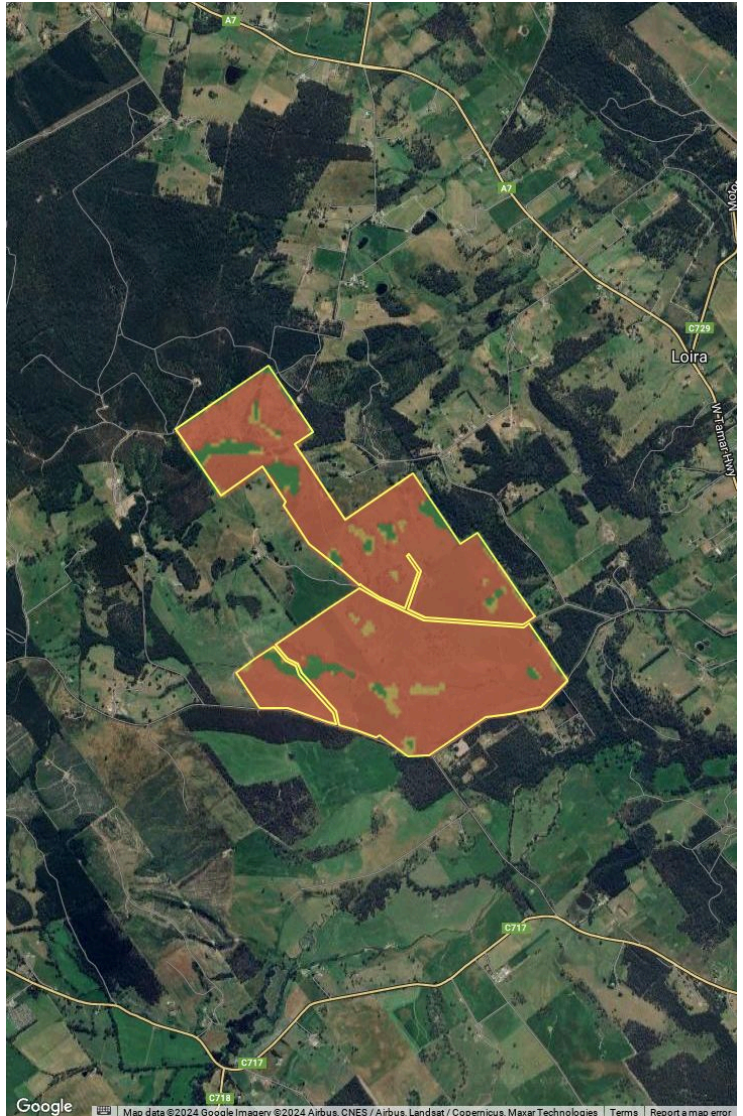 A7
A7
C729
Loira
W-Tamar-Hwy
C717
C717
C718
Google
Map data ©2024 Google Imagery ©2024 Airbus, CNES / Airbus, Landsat / Copernicus, Maxar Technologies
Terms
Report a map error